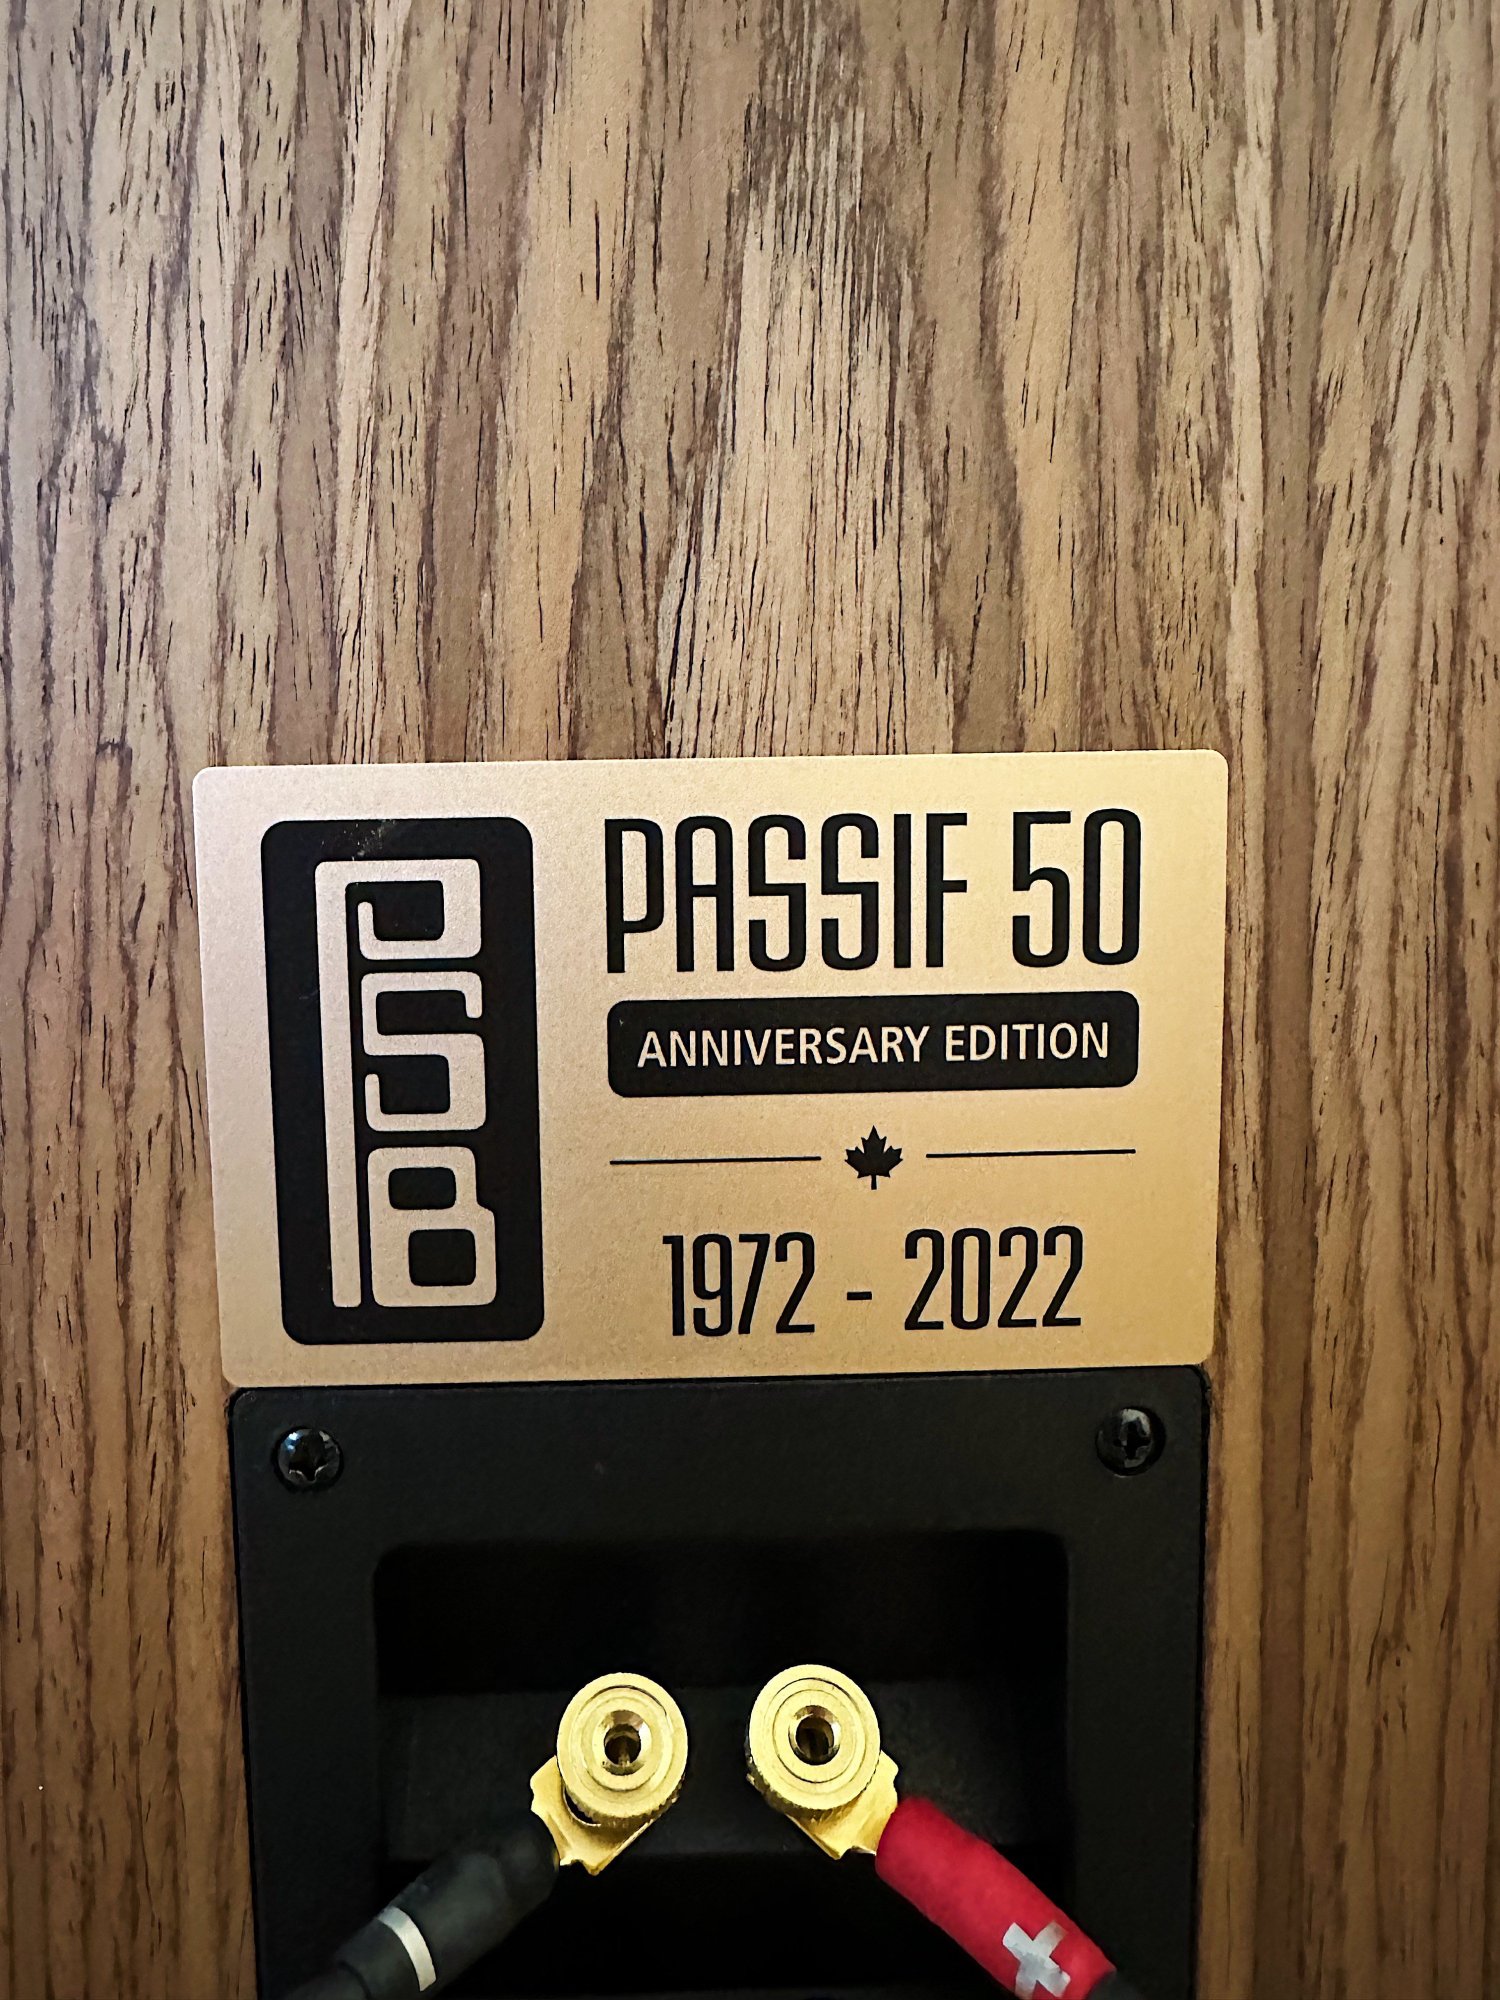 PSB
PASSIF 50
ANNIVERSARY EDITION
1972 - 2022